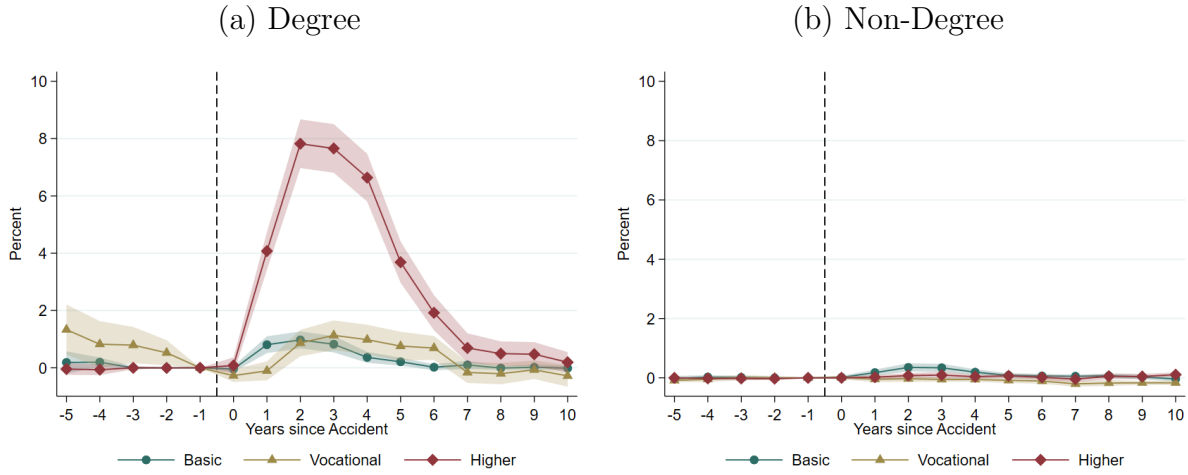 (a) Degree
10
8
6
4
2
0
Percent
-5 -4 -3 -2 -1 0 1 2 3 4 5 6 7 8 9 10
Years since Accident
Basic Vocational Higher
(b) Non-Degree
10
8
6
4
2
0
Percent
-5 -4 -3 -2 -1 0 1 2 3 4 5 6 7 8 9 10
Years since Accident
Basic Vocational Higher